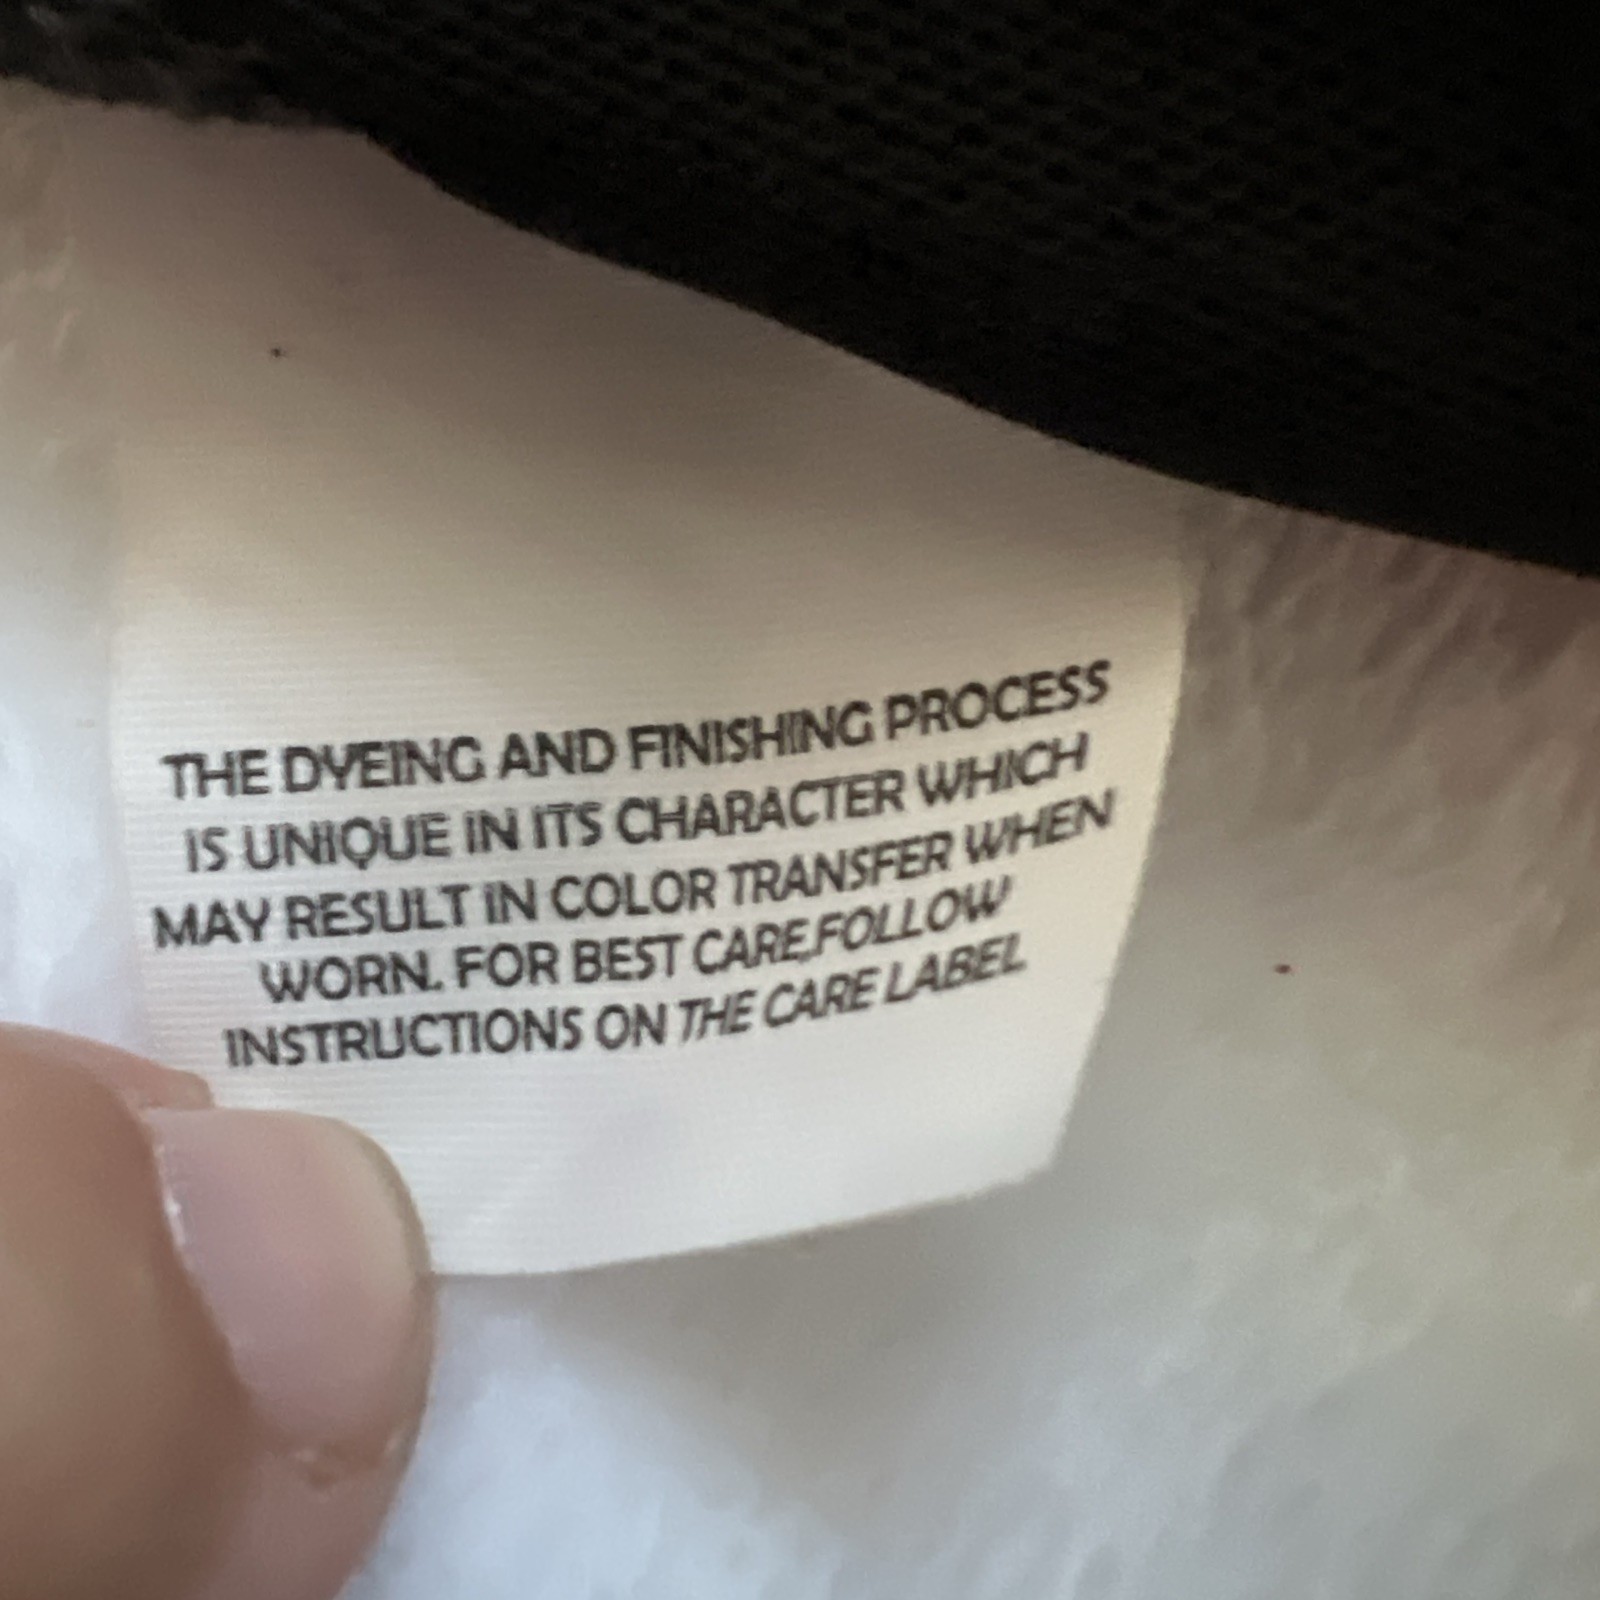 THE DYEING AND FINISHING PROCESS
IS UNIQUE IN ITS CHARACTER WHICH
MAY RESULT IN COLOR TRANSFER WHEN
WORN. FOR BEST CARE,FOLLOW
INSTRUCTIONS ON THE CARE LABEL